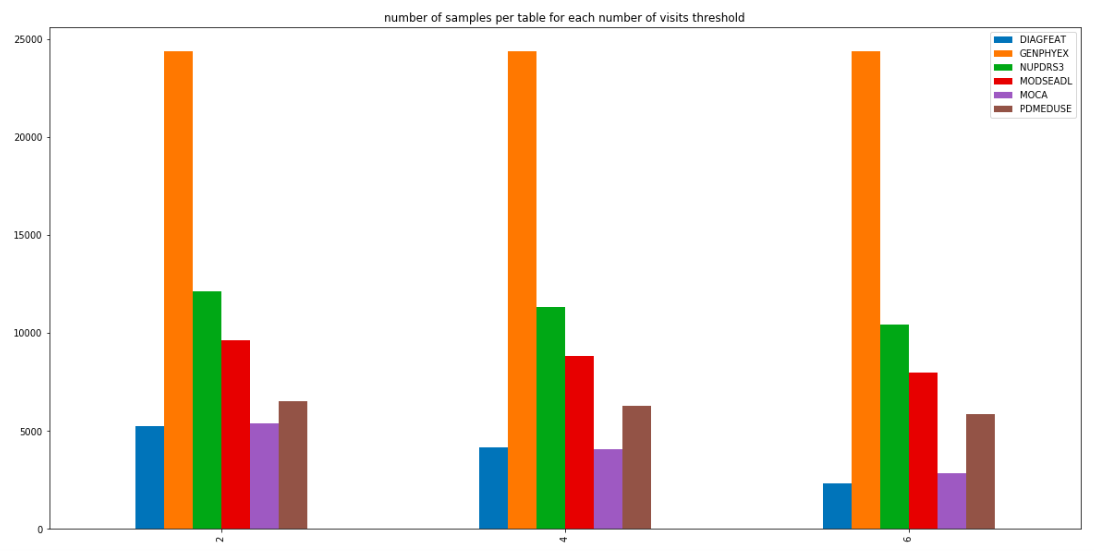 number of samples per table for each number of visits threshold
25000
20000
15000
10000
5000
0
DIAGFEAT
GENPHYEX
NUPDRS3
MODSEADL
MOCA
PDMEDUSE
2
4
6